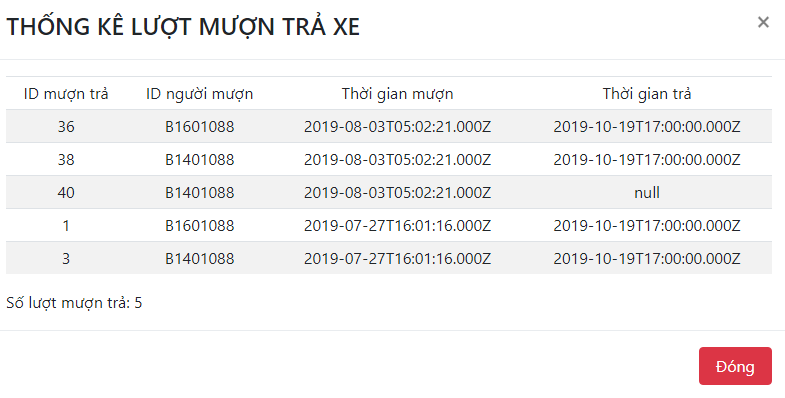 THỐNG KÊ LƯỢT MƯỢN TRẢ XE ×
ID mượn trả ID người mượn Thời gian mượn Thời gian trả
36 B1601088 2019-08-03T05:02:21.000Z 2019-10-19T17:00:00.000Z
38 B1401088 2019-08-03T05:02:21.000Z 2019-10-19T17:00:00.000Z
40 B1401088 2019-08-03T05:02:21.000Z null
1 B1601088 2019-07-27T16:01:16.000Z 2019-10-19T17:00:00.000Z
3 B1401088 2019-07-27T16:01:16.000Z 2019-10-19T17:00:00.000Z
Số lượt mượn trả: 5
Đóng